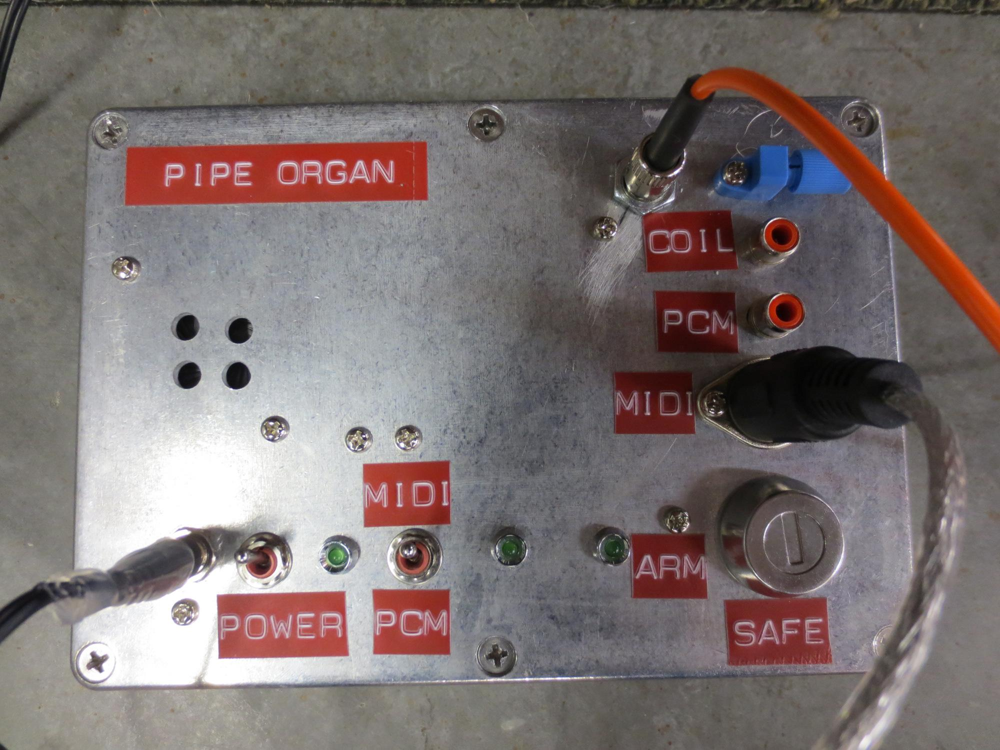 PIPE ORGAN
COIL
PCM
MIDI
MIDI
ARM
POWER
PCM
SAFE